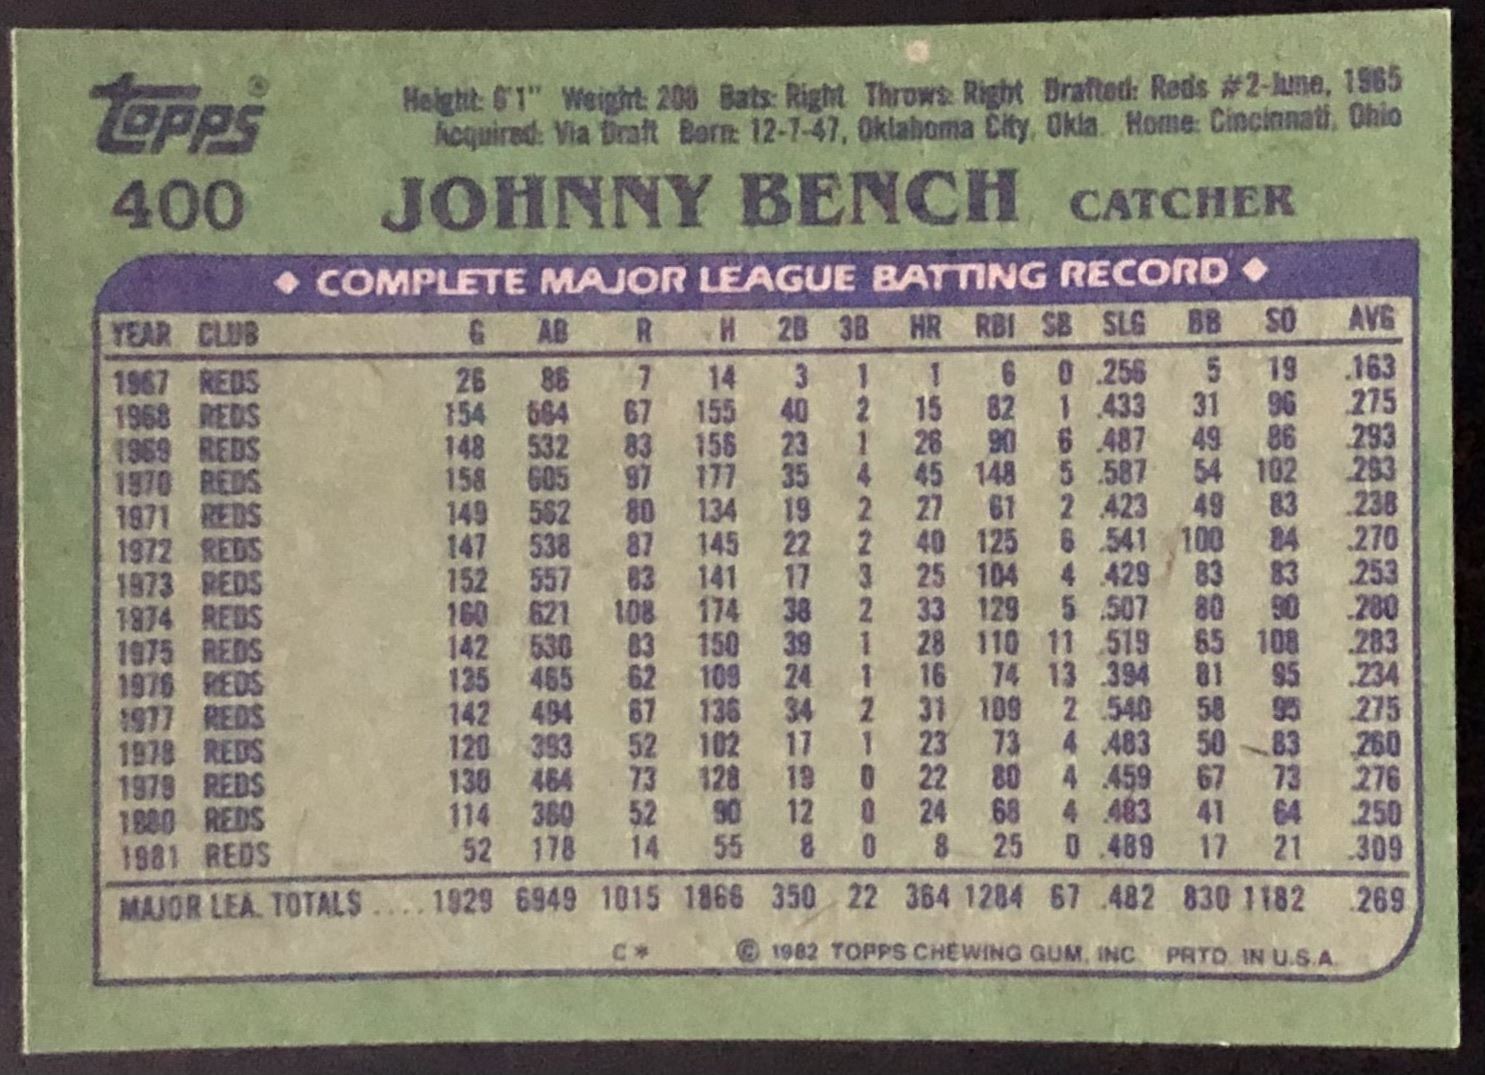 Topps®
Height: 6'1" Weight: 208 Bats: Right Throws: Right Drafted: Reds #2-June, 1965
Acquired: Via Draft Born: 12-7-47, Oklahoma City, Okla. Home: Cincinnati, Ohio
400 JOHNNY BENCH CATCHER
◆ COMPLETE MAJOR LEAGUE BATTING RECORD ◆
YEAR CLUB G AB R H 2B 3B HR RBI SB SLG BB SO AVG
1967 REDS 26 86 7 14 3 1 1 6 0 .256 5 19 .163
1968 REDS 154 564 67 155 40 2 15 82 1 .433 31 96 .275
1969 REDS 148 532 83 156 23 1 26 90 6 .487 49 86 .293
1970 REDS 158 605 97 177 35 4 45 148 5 .587 54 102 .293
1971 REDS 149 562 80 134 19 2 27 61 2 .423 49 83 .238
1972 REDS 147 538 87 145 22 2 40 125 6 .541 100 84 .270
1973 REDS 152 557 83 141 17 3 25 104 4 .429 83 83 .253
1974 REDS 160 621 108 174 38 2 33 129 5 .507 80 90 .280
1975 REDS 142 530 83 150 39 1 28 110 11 .519 65 108 .283
1976 REDS 135 465 62 109 24 1 16 74 13 .394 81 95 .234
1977 REDS 142 494 67 136 34 2 31 109 2 .540 58 95 .275
1978 REDS 120 393 52 102 17 1 23 73 4 .483 50 83 .260
1979 REDS 130 464 73 128 19 0 22 80 4 .459 67 73 .276
1980 REDS 114 360 52 90 12 0 24 68 4 .483 41 64 .250
1981 REDS 52 178 14 55 8 0 8 25 0 .489 17 21 .309
MAJOR LEA. TOTALS .... 1929 6949 1015 1866 350 22 364 1284 67 .482 830 1182 .269
C* © 1982 TOPPS CHEWING GUM, INC. PRTD. IN U.S.A.